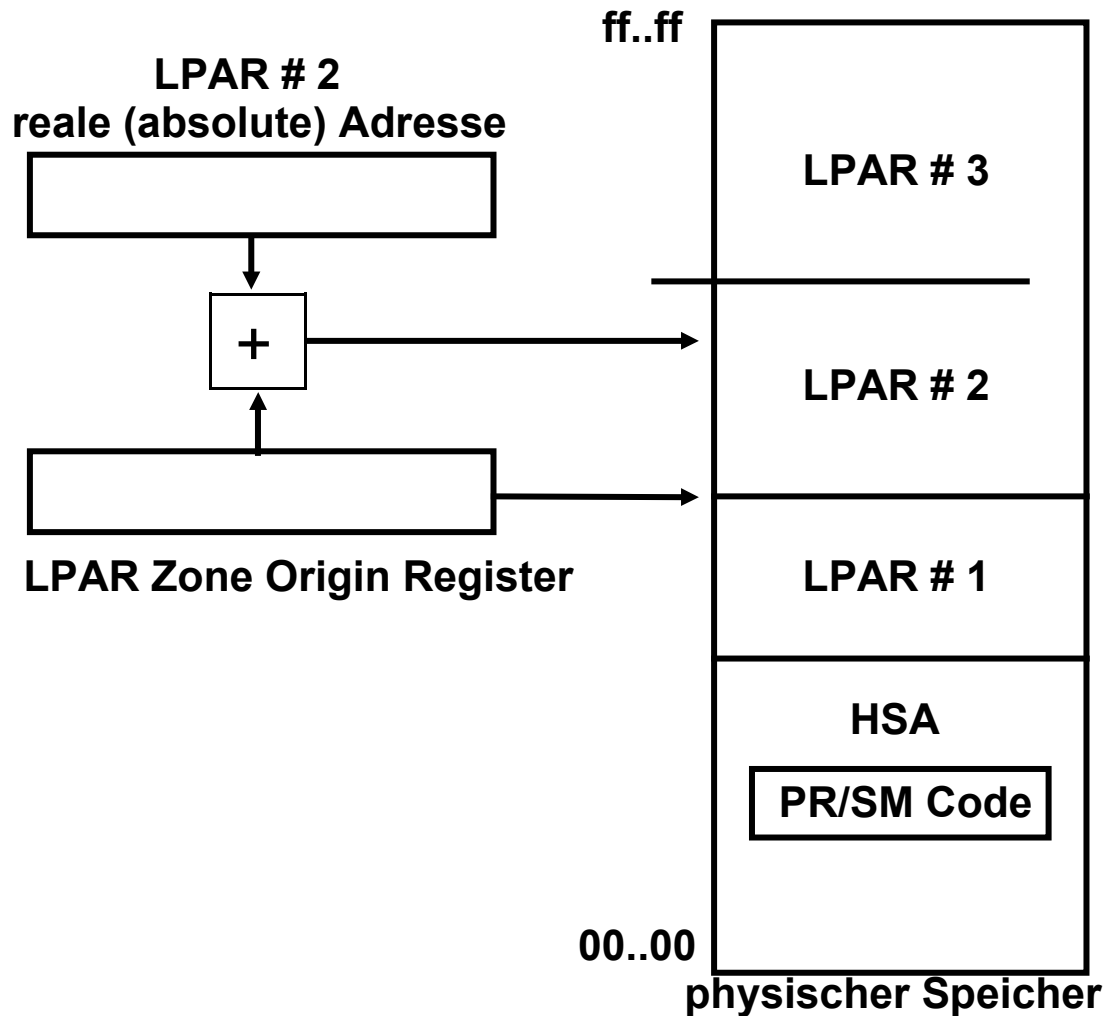 ff..ff
LPAR # 2
reale (absolute) Adresse
LPAR # 3
+
LPAR # 2
LPAR Zone Origin Register
LPAR # 1
HSA
PR/SM Code
00..00
physischer Speicher